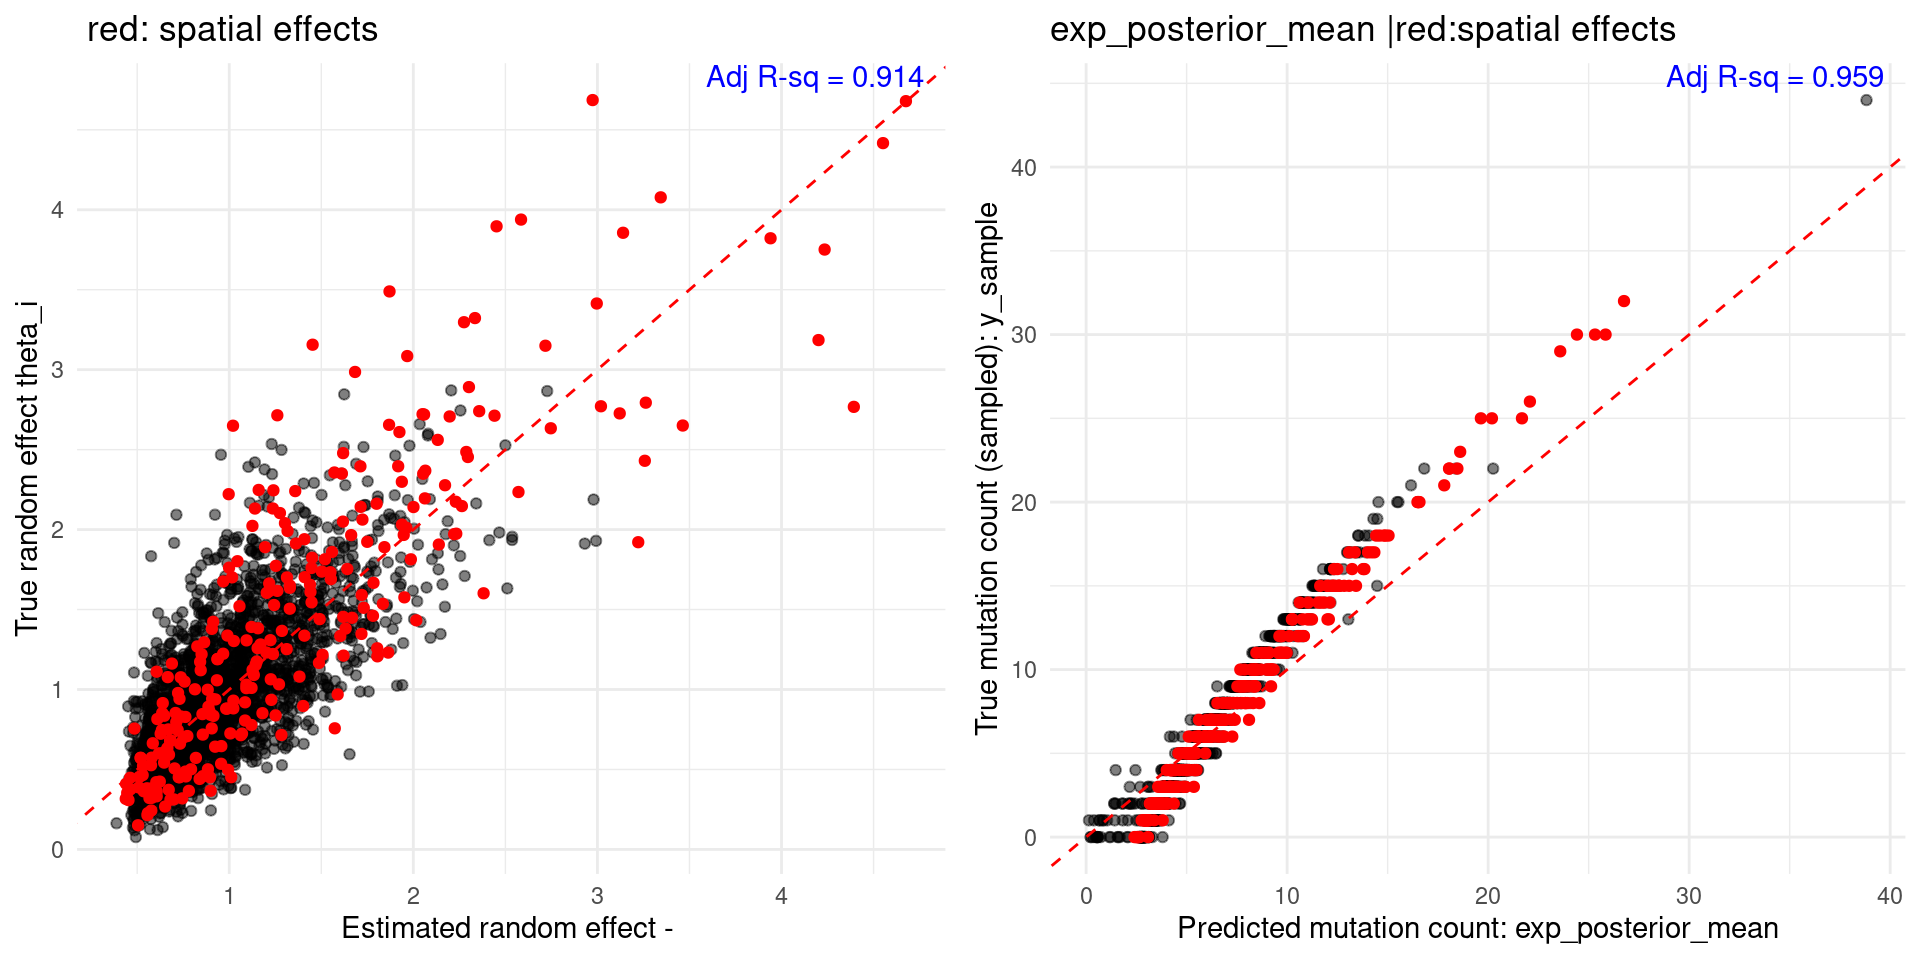 red: spatial effects
Adj R-sq = 0.914
True random effect theta_i
4
3
2
1
0
1 2 3 4
Estimated random effect -
exp_posterior_mean |red:spatial effects
Adj R-sq = 0.959
True mutation count (sampled): y_sample
40
30
20
10
0
0 10 20 30 40
Predicted mutation count: exp_posterior_mean